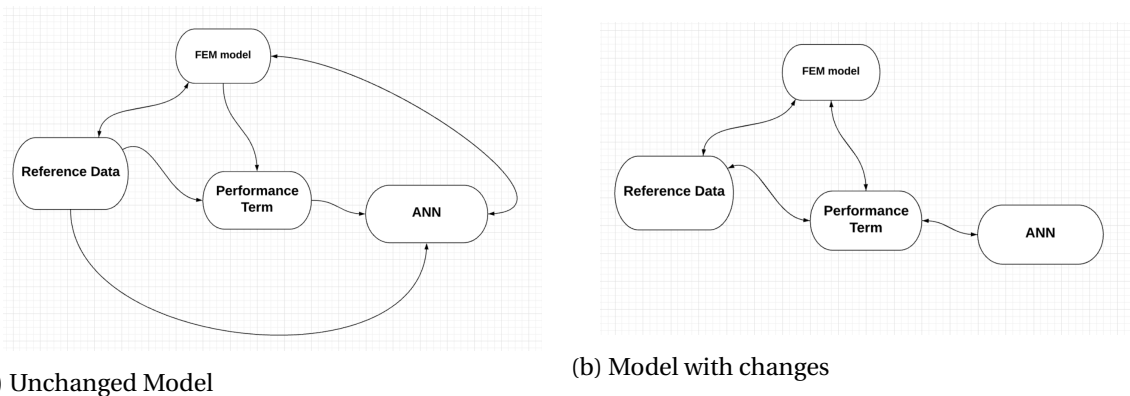 FEM model
Reference Data
Performance
Term
ANN
) Unchanged Model
FEM model
Reference Data
Performance
Term
ANN
(b) Model with changes